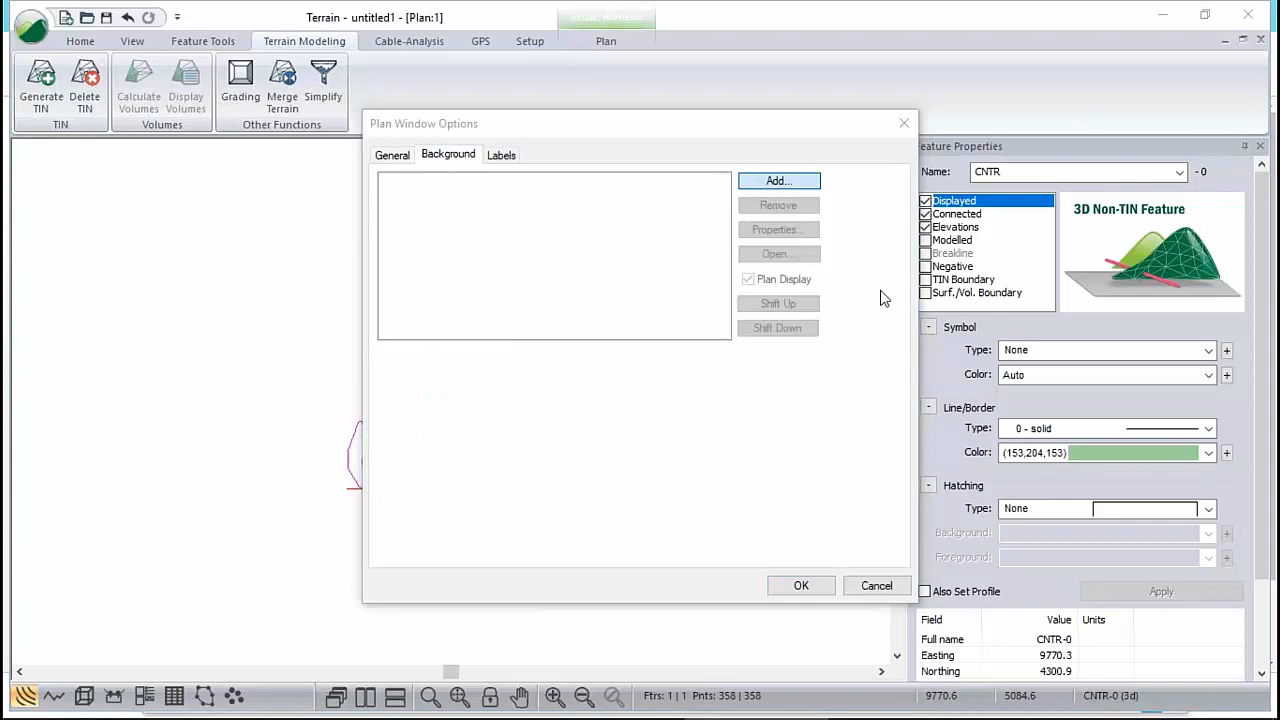 Terrain - untitled1 - [Plan:1]
Home View Feature Tools Terrain Modeling Cable-Analysis GPS Setup Plan
Generate TIN
Delete TIN
Calculate Volumes
Display Volumes
Grading
Merge Terrain
Simplify
TIN Volumes Other Functions
Plan Window Options
General Background Labels
Add...
Remove
Properties...
Open...
Plan Display
Shift Up
Shift Down
OK Cancel
Feature Properties
Name: CNTR - 0
Displayed
Connected
Elevations
Modelled
Breakline
Negative
TIN Boundary
Surf./Vol. Boundary
3D Non-TIN Feature
- Symbol
Type: None +
Color: Auto +
- Line/Border
Type: 0 - solid
Color: (153,204,153) +
- Hatching
Type: None
Background: +
Foreground: +
Also Set Profile Apply
Field Value Units
Full name CNTR-0
Easting 9770.3
Northing 4300.9
Ftrs: 1 | 1 Pnts: 358 | 358 9770.6 5084.6 CNTR-0 (3d)